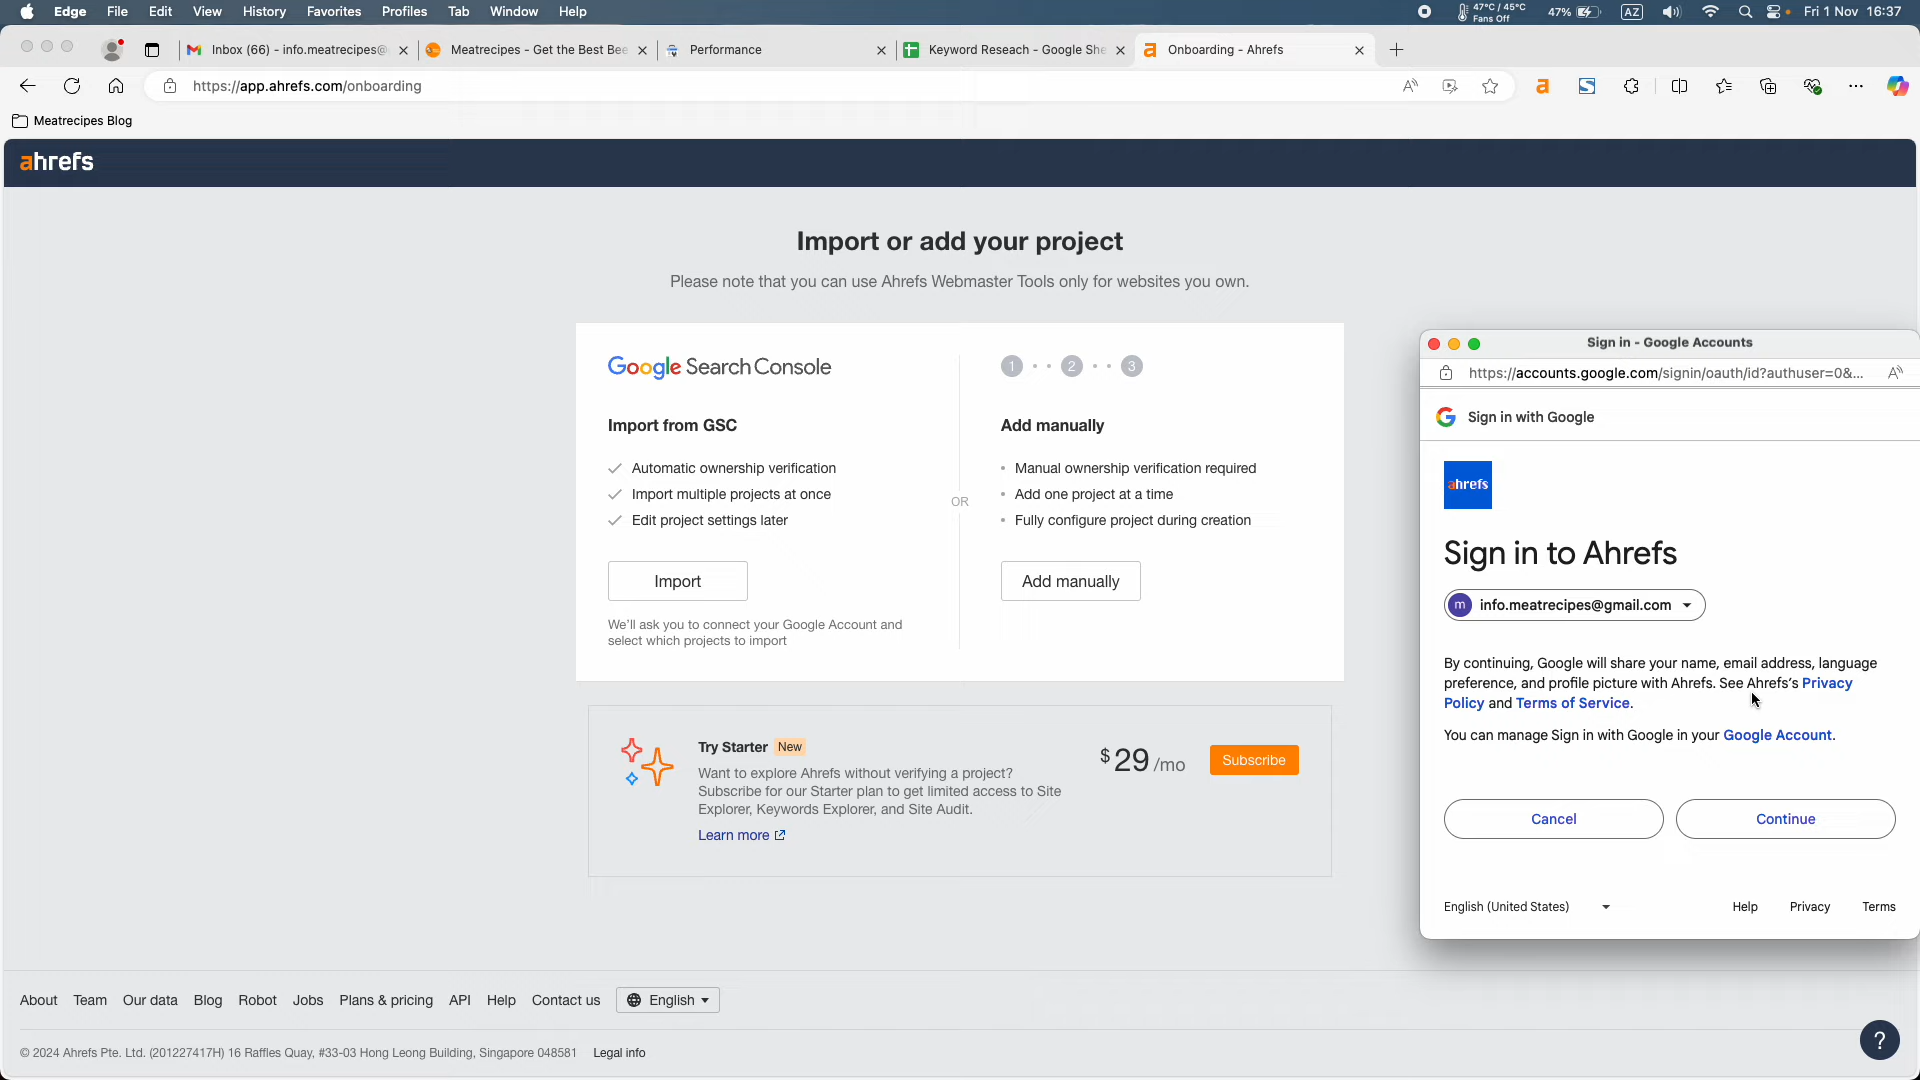 Edge File Edit View History Favorites Profiles Tab Window Help
47°C / 45°C
Fans Off
47% AZ Fri 1 Nov 16:37
Inbox (66) - info.meatrecipes@
Meatrecipes - Get the Best Bee
Performance
Keyword Reseach - Google She
Onboarding - Ahrefs
https://app.ahrefs.com/onboarding
Meatrecipes Blog
ahrefs
Import or add your project
Please note that you can use Ahrefs Webmaster Tools only for websites you own.
Google Search Console
Import from GSC
Automatic ownership verification
Import multiple projects at once
Edit project settings later
Import
We'll ask you to connect your Google Account and
select which projects to import
OR
1 2 3
Add manually
Manual ownership verification required
Add one project at a time
Fully configure project during creation
Add manually
Try Starter New
Want to explore Ahrefs without verifying a project?
Subscribe for our Starter plan to get limited access to Site
Explorer, Keywords Explorer, and Site Audit.
Learn more
$29/mo
Subscribe
Sign in - Google Accounts
https://accounts.google.com/signin/oauth/id?authuser=0&...
Sign in with Google
ahrefs
Sign in to Ahrefs
m info.meatrecipes@gmail.com
By continuing, Google will share your name, email address, language
preference, and profile picture with Ahrefs. See Ahrefs's Privacy
Policy and Terms of Service.
You can manage Sign in with Google in your Google Account.
Cancel
Continue
English (United States)
Help Privacy Terms
About Team Our data Blog Robot Jobs Plans & pricing API Help Contact us English
© 2024 Ahrefs Pte. Ltd. (201227417H) 16 Raffles Quay, #33-03 Hong Leong Building, Singapore 048581 Legal info
?